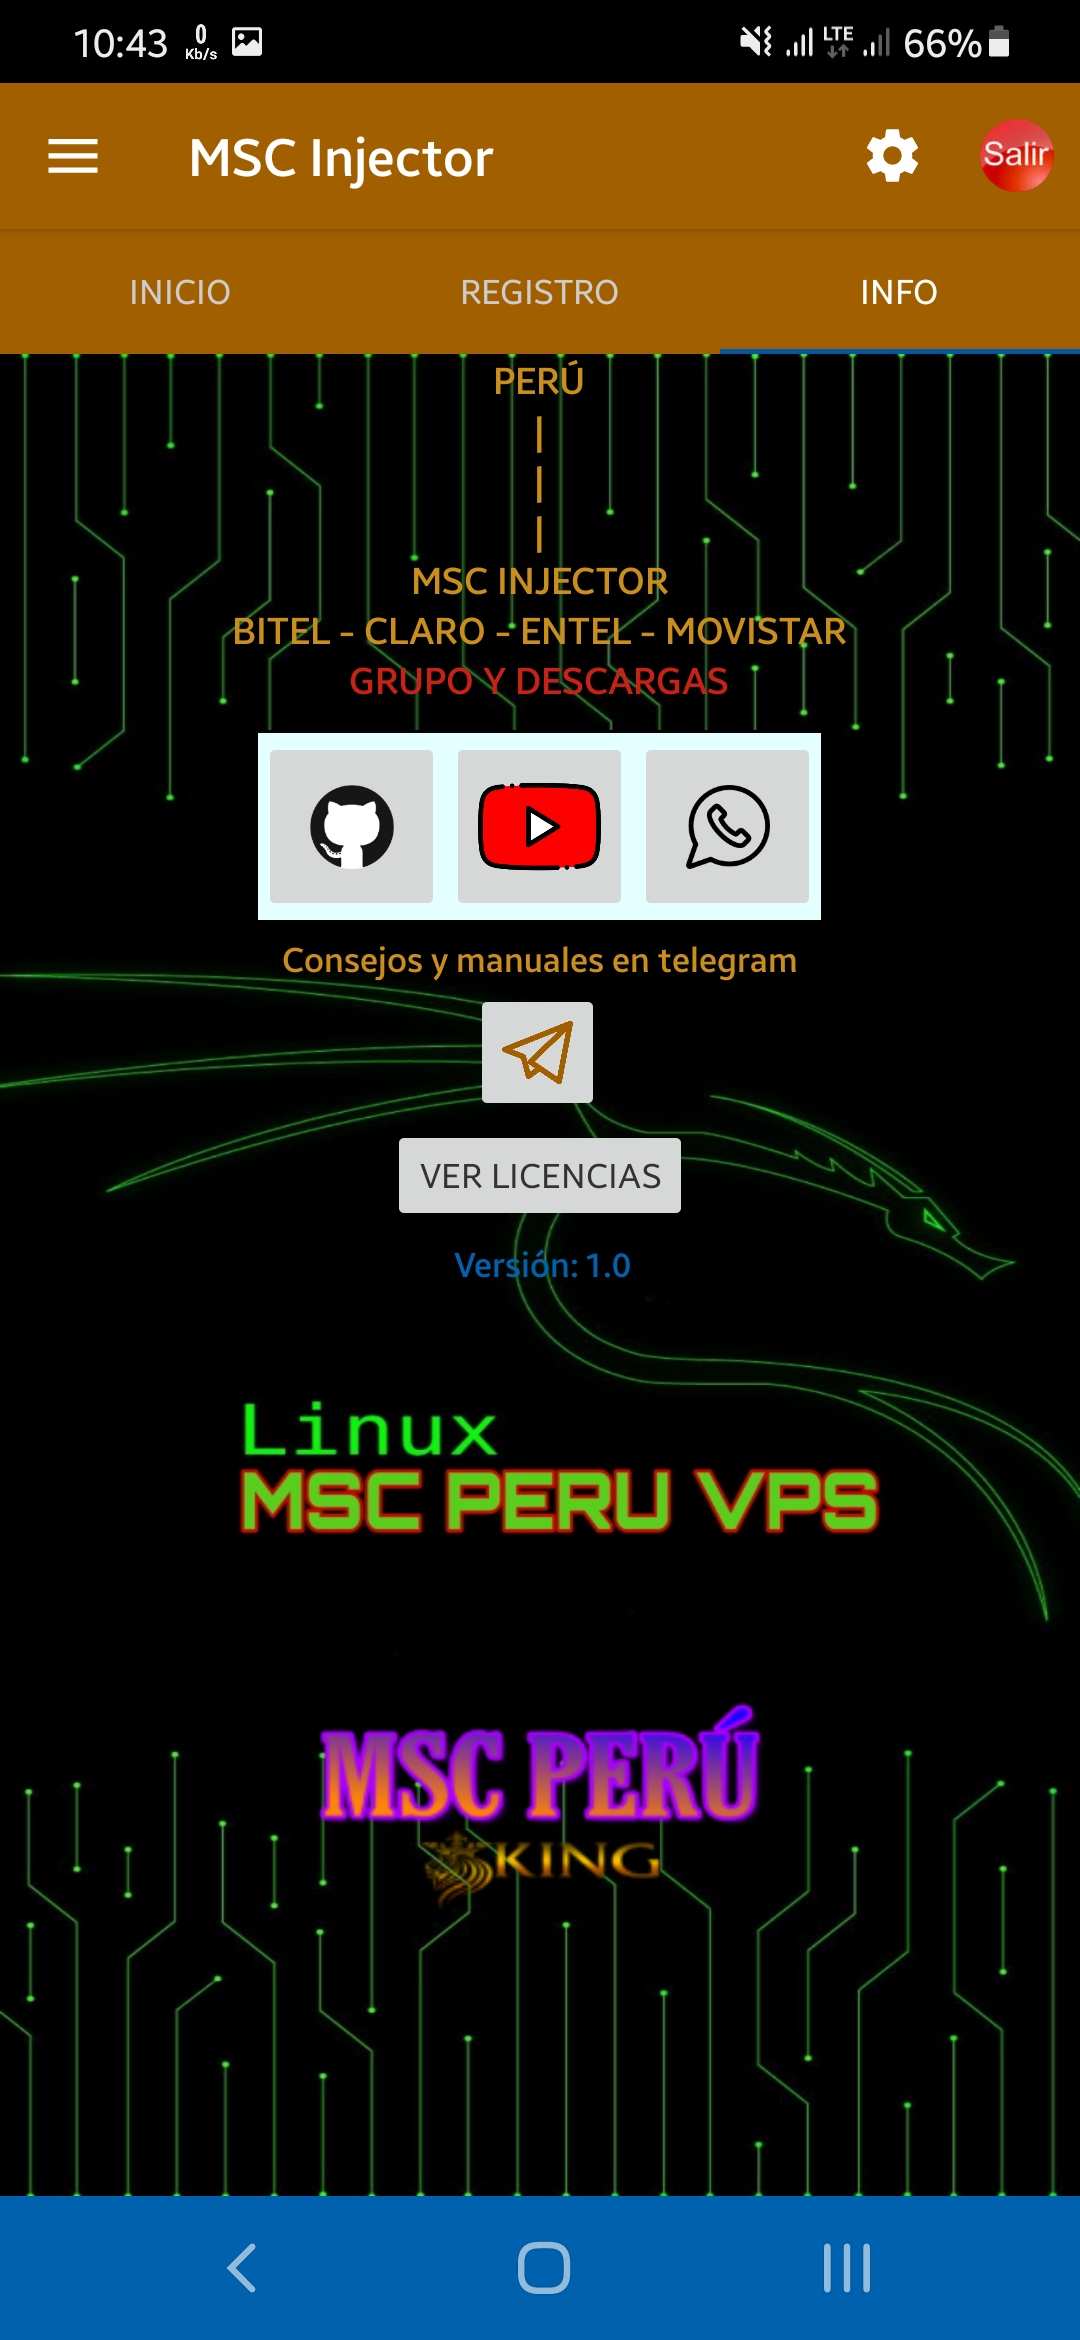 10:43 0 Kb/s LTE 66%
MSC Injector Salir
INICIO REGISTRO INFO
PERÚ
|
|
|
MSC INJECTOR
BITEL - CLARO - ENTEL - MOVISTAR
GRUPO Y DESCARGAS
Consejos y manuales en telegram
VER LICENCIAS
Versión: 1.0
Linux
MSC PERU VPS
MSC PERÚ
KING